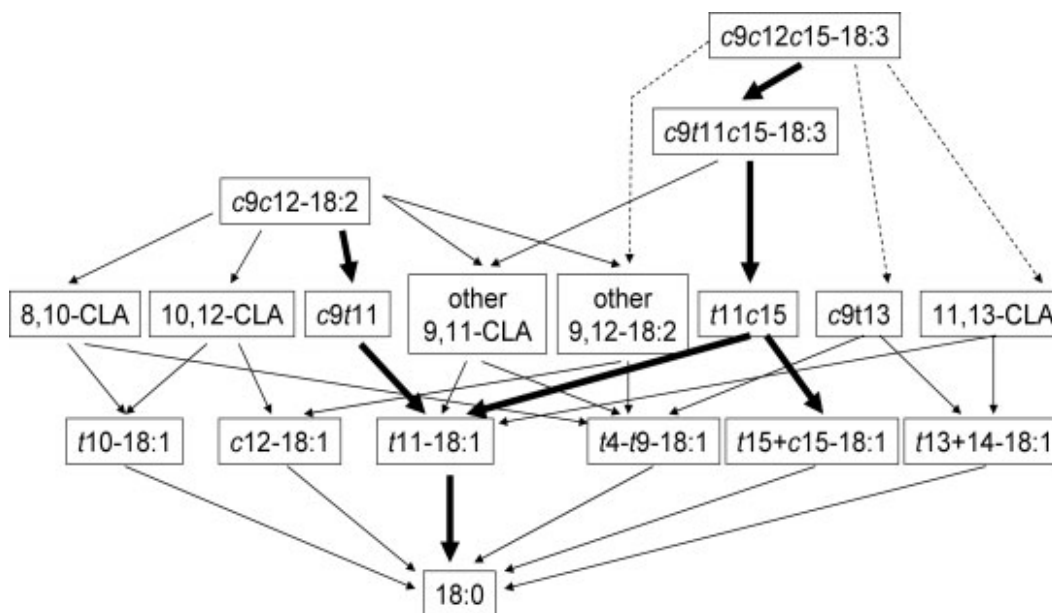 c9c12c15-18:3
c9t11c15-18:3
c9c12-18:2
8,10-CLA
10,12-CLA
c9t11
other
9,11-CLA
other
9,12-18:2
t11c15
c9t13
11,13-CLA
t10-18:1
c12-18:1
t11-18:1
t4-t9-18:1
t15+c15-18:1
t13+14-18:1
18:0